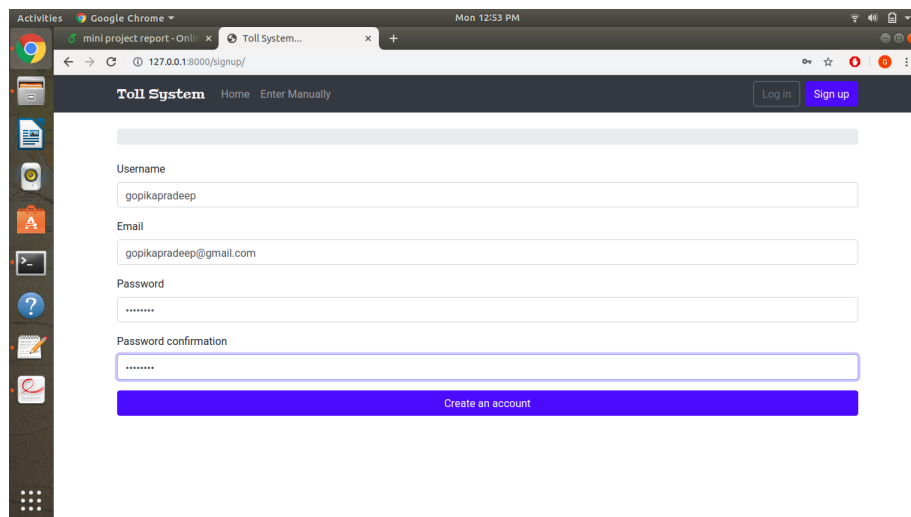 Activities Google Chrome Mon 12:53 PM
mini project report - Onli × Toll System... × +
127.0.0.1:8000/signup/ G
Toll System Home Enter Manually Log in Sign up
Username
gopikapradeep
Email
gopikapradeep@gmail.com
Password
••••••••
Password confirmation
••••••••
Create an account